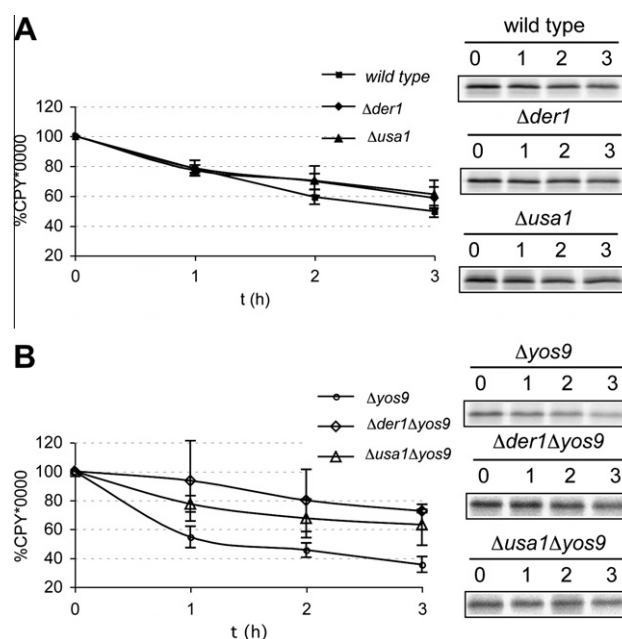 A
wild type
Δder1
Δusa1
%CPY*0000
120
100
80
60
40
20
0 1 2 3
t (h)
wild type
0 1 2 3
Δder1
0 1 2 3
Δusa1
0 1 2 3
B
Δyos9
Δder1Δyos9
Δusa1Δyos9
%CPY*0000
120
100
80
60
40
20
0 1 2 3
t (h)
Δyos9
0 1 2 3
Δder1Δyos9
0 1 2 3
Δusa1Δyos9
0 1 2 3